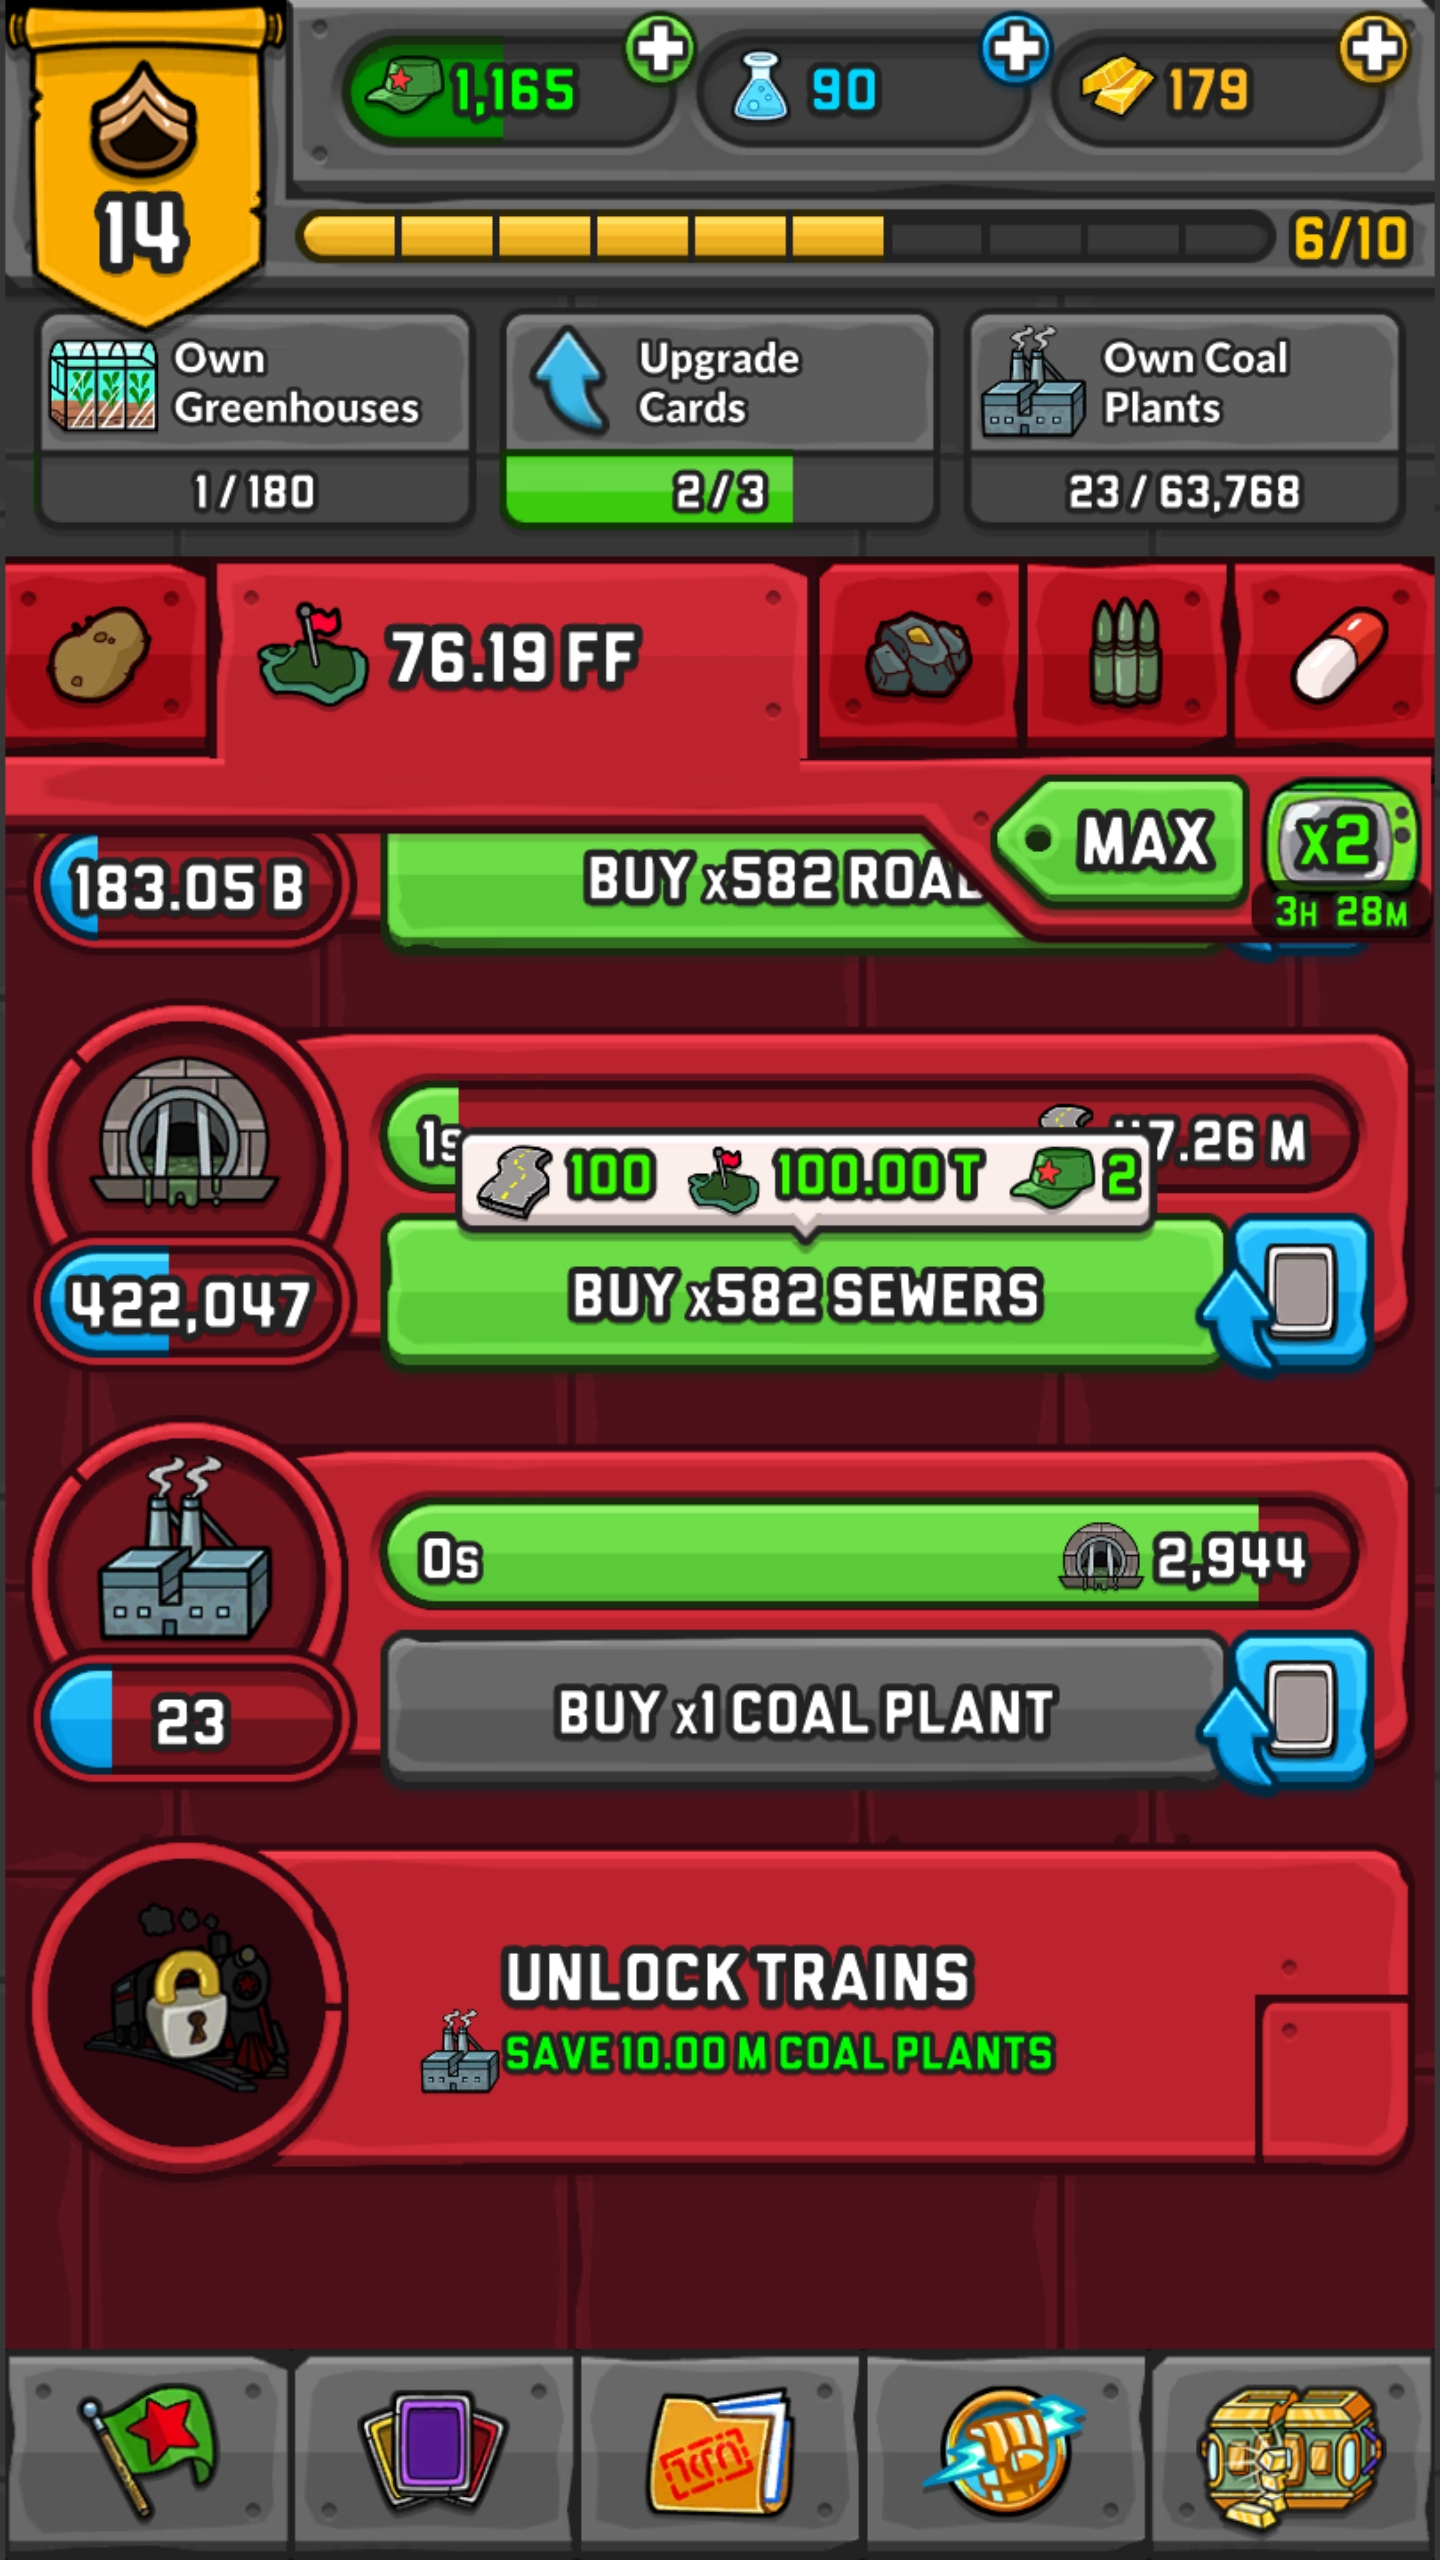 1,165
90
179
14
6/10
Own
Greenhouses
1/180
Upgrade
Cards
2/3
Own Coal
Plants
23/63,768
76.19 FF
MAX
x2
3H 28M
183.05 B
BUY x582
1s
7.26 M
100
100.00 T
2
422,047
BUY x582 SEWERS
0s
2,944
23
BUY x1 COAL PLANT
UNLOCK TRAINS
SAVE 10.00 M COAL PLANTS